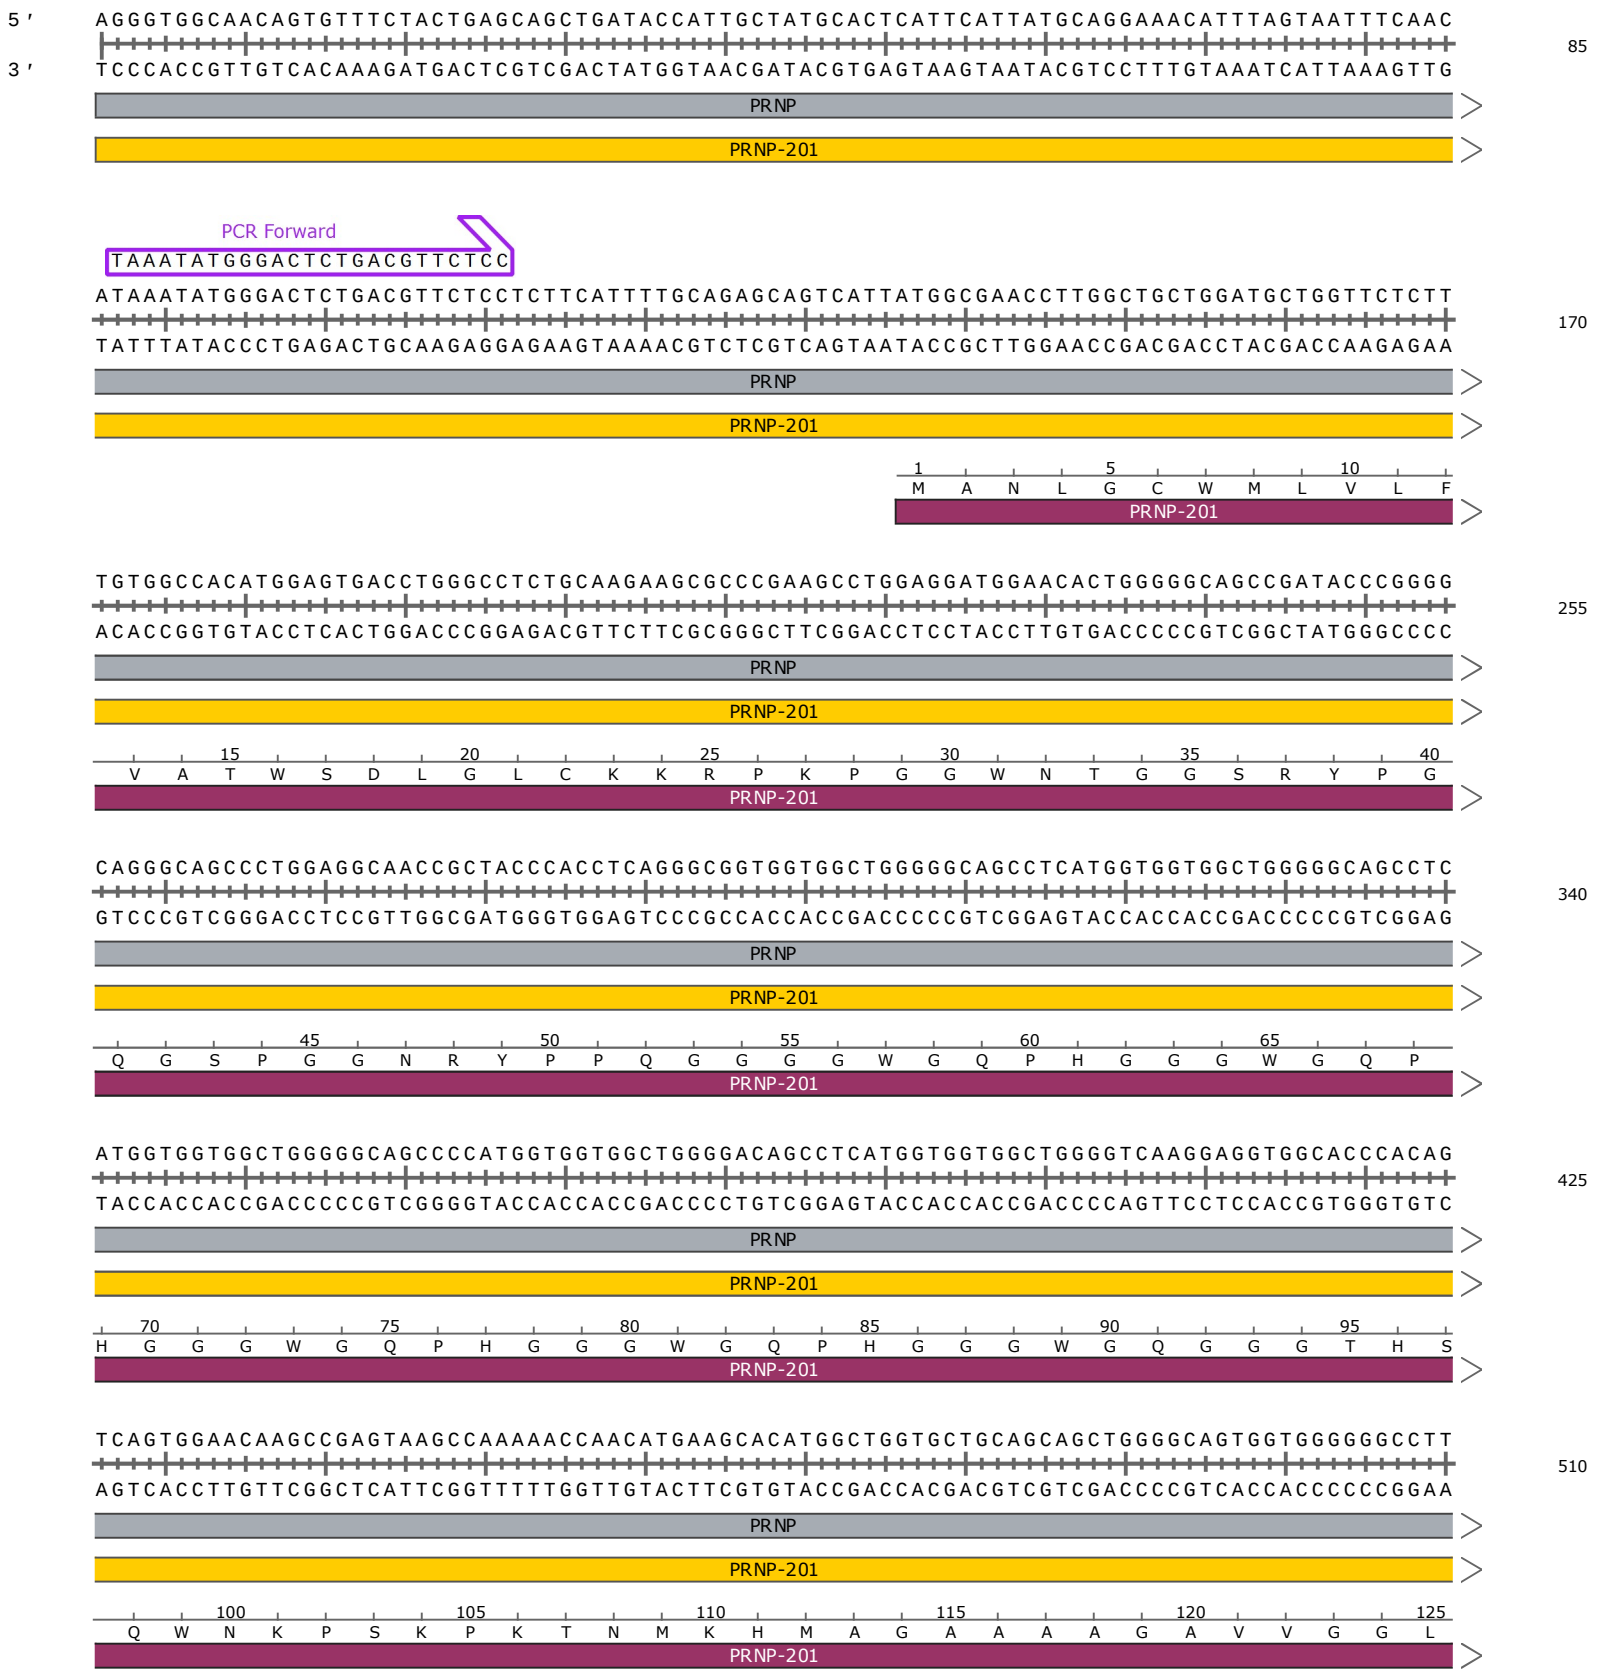 5 ′ AGGGTGGCAACAGTGTTTCTACTGAGCAGCTGATACCATTGCTATGCACTCATTCATTATGCAGGAAACATTTAGTAATTTCAAC
85
3 ′ TCCCACCGTTGTCACAAAGATGACTCGTCGACTATGGTAACGATACGTGAGTAAGTAATACGTCCTTTGTAAATCATTAAAGTTG
PRNP
PRNP-201
PCR Forward
TAAATATGGGACTCTGACGTTCTCC
ATAAATATGGGACTCTGACGTTCTCCTCTTCATTTTGCAGAGCAGTCATTATGGCGAACCTTGGCTGCTGGATGCTGGTTCTCTT
170
TATTTATACCCTGAGACTGCAAGAGGAGAAGTAAAACGTCTCGTCAGTAATACCGCTTGGAACCGACGACCTACGACCAAGAGAA
PRNP
PRNP-201
1 5 10
M A N L G C W M L V L F
PRNP-201
TGTGGCCACATGGAGTGACCTGGGCCTCTGCAAGAAGCGCCCGAAGCCTGGAGGATGGAACACTGGGGGCAGCCGATACCCGGGG
255
ACACCGGTGTACCTCACTGGACCCGGAGACGTTCTTCGCGGGCTTCGGACCTCCTACCTTGTGACCCCCGTCGGCTATGGGCCCC
PRNP
PRNP-201
15 20 25 30 35 40
V A T W S D L G L C K K R P K P G G W N T G G S R Y P G
PRNP-201
CAGGGCAGCCCTGGAGGCAACCGCTACCCACCTCAGGGCGGTGGTGGCTGGGGGCAGCCTCATGGTGGTGGCTGGGGGCAGCCTC
340
GTCCCGTCGGGACCTCCGTTGGCGATGGGTGGAGTCCCGCCACCACCGACCCCCGTCGGAGTACCACCACCGACCCCCGTCGGAG
PRNP
PRNP-201
45 50 55 60 65
Q G S P G G N R Y P P Q G G G G W G Q P H G G G W G Q P
PRNP-201
ATGGTGGTGGCTGGGGGCAGCCCCATGGTGGTGGCTGGGGACAGCCTCATGGTGGTGGCTGGGGTCAAGGAGGTGGCACCCACAG
425
TACCACCACCGACCCCCGTCGGGGTACCACCACCGACCCCTGTCGGAGTACCACCACCGACCCCAGTTCCTCCACCGTGGGTGTC
PRNP
PRNP-201
70 75 80 85 90 95
H G G G W G Q P H G G G W G Q P H G G G W G Q G G G T H S
PRNP-201
TCAGTGGAACAAGCCGAGTAAGCCAAAAACCAACATGAAGCACATGGCTGGTGCTGCAGCAGCTGGGGCAGTGGTGGGGGGCCTT
510
AGTCACCTTGTTCGGCTCATTCGGTTTTTGGTTGTACTTCGTGTACCGACCACGACGTCGTCGACCCCGTCACCACCCCCCGGAA
PRNP
PRNP-201
100 105 110 115 120 125
Q W N K P S K P K T N M K H M A G A A A A G A V V G G L
PRNP-201